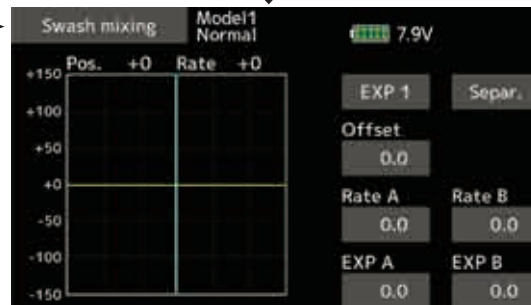 Swash mixing
Model1
Normal
7.9V
Pos. +0 Rate +0
+150
+100
+50
+0
-50
-100
-150
EXP 1
Separ.
Offset
0.0
Rate A
Rate B
0.0
0.0
EXP A
EXP B
0.0
0.0